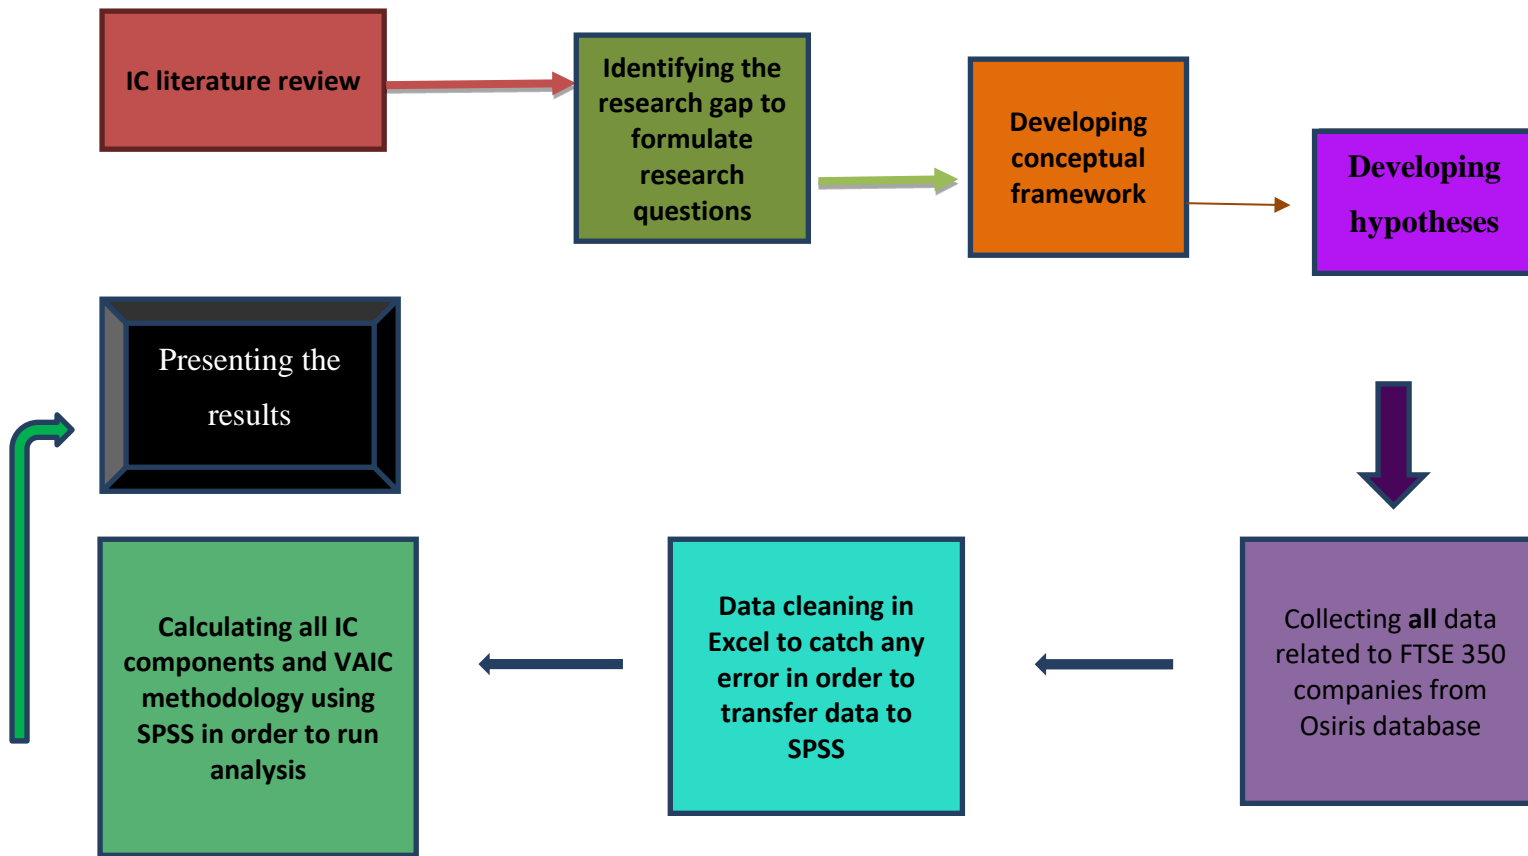 IC literature review
Identifying the
research gap to
formulate
research
questions
Developing
conceptual
framework
Developing
hypotheses
Presenting the
results
Calculating all IC
components and VAIC
methodology using
SPSS in order to run
analysis
Data cleaning in
Excel to catch any
error in order to
transfer data to
SPSS
Collecting all data
related to FTSE 350
companies from
Osiris database